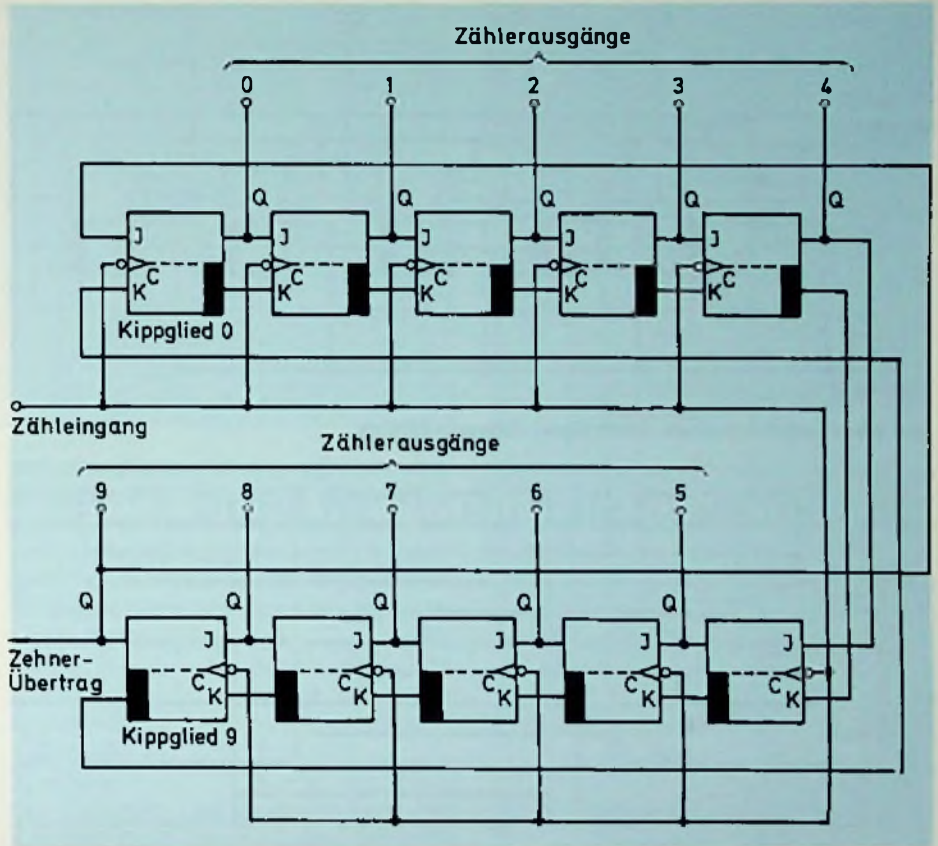 Zählerausgänge
0 1 2 3 4
Q Q Q Q Q
J J J J J
C C C C C
K K K K K
Kippglied 0
Zähleingang
Zählerausgänge
9 8 7 6 5
Q Q Q Q Q
J J J J J
Zehner-
Übertrag
C C C C C
K K K K K
Kippglied 9